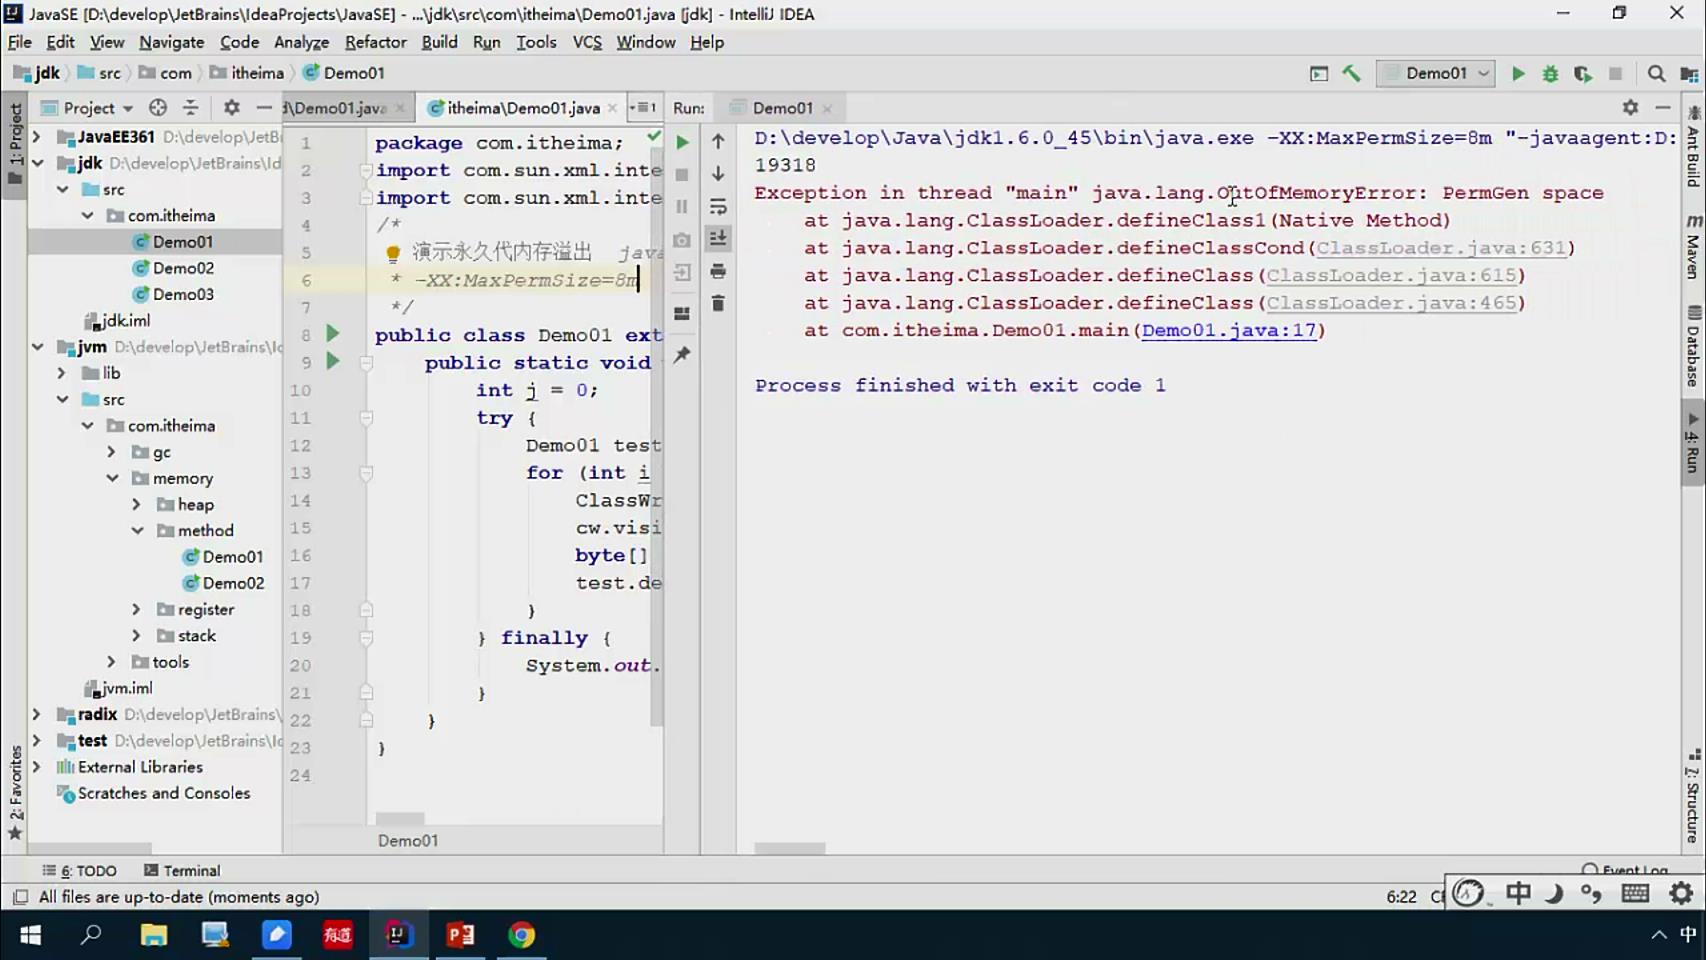 JavaSE [D:\develop\JetBrains\IdeaProjects\JavaSE] - ...\jdk\src\com\itheima\Demo01.java [jdk] - IntelliJ IDEA
File Edit View Navigate Code Analyze Refactor Build Run Tools VCS Window Help
jdk src com itheima Demo01
Demo01
Project
d\Demo01.java
itheima\Demo01.java
Run: Demo01
1: Project
JavaEE361 D:\develop\JetBrains
jdk D:\develop\JetBrains\IdeaP
src
com.itheima
Demo01
Demo02
Demo03
jdk.iml
jvm D:\develop\JetBrains\Idea
lib
src
com.itheima
gc
memory
heap
method
Demo01
Demo02
register
stack
tools
jvm.iml
radix D:\develop\JetBrains\Ide
test D:\develop\JetBrains\Ic
External Libraries
Scratches and Consoles
2: Favorites
1 package com.itheima;
2 import com.sun.xml.inte
3 import com.sun.xml.inte
4 /*
5 演示永久代内存溢出 java
6 * -XX:MaxPermSize=8m
7 */
8 public class Demo01 ext
9 public static void
10 int j = 0;
11 try {
12 Demo01 test
13 for (int i
14 ClassWr
15 cw.visi
16 byte[]
17 test.de
18 }
19 } finally {
20 System.out.
21 }
22 }
23 }
24
Demo01
D:\develop\Java\jdk1.6.0_45\bin\java.exe -XX:MaxPermSize=8m "-javaagent:D:
19318
Exception in thread "main" java.lang.OutOfMemoryError: PermGen space
at java.lang.ClassLoader.defineClass1(Native Method)
at java.lang.ClassLoader.defineClassCond(ClassLoader.java:631)
at java.lang.ClassLoader.defineClass(ClassLoader.java:615)
at java.lang.ClassLoader.defineClass(ClassLoader.java:465)
at com.itheima.Demo01.main(Demo01.java:17)
Process finished with exit code 1
Ant Build
Maven
Database
4: Run
7: Structure
6: TODO Terminal
Event Log
All files are up-to-date (moments ago)
6:22
中
有道
中